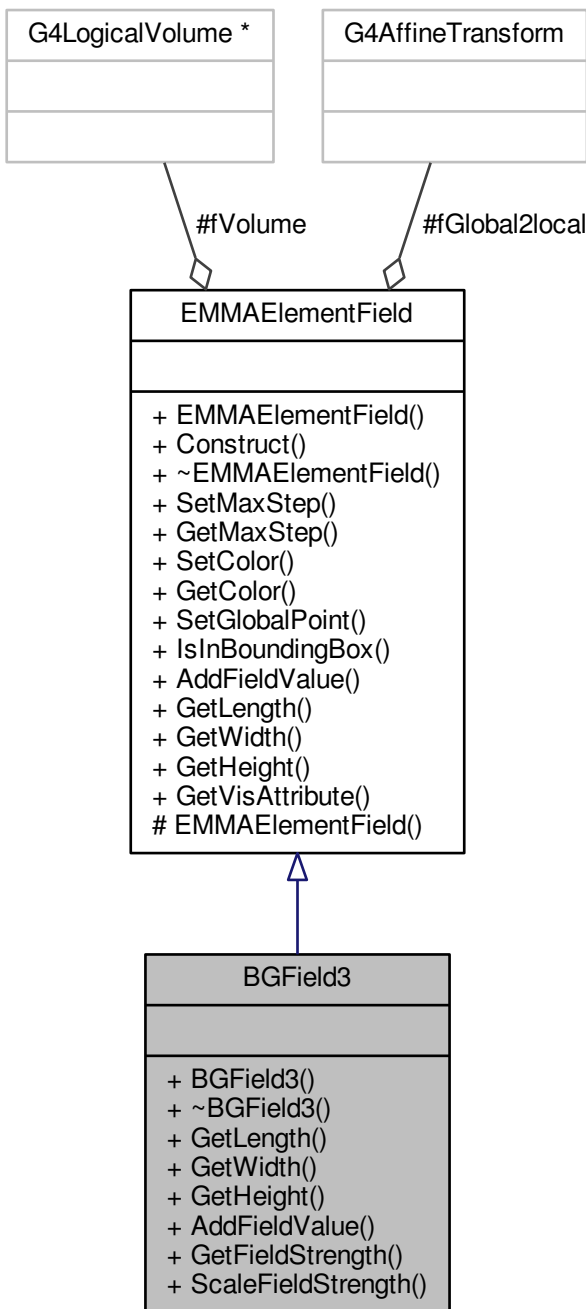 G4LogicalVolume *
G4AffineTransform
#fVolume
#fGlobal2local
EMMAElementField
+ EMMAElementField()
+ Construct()
+ ~EMMAElementField()
+ SetMaxStep()
+ GetMaxStep()
+ SetColor()
+ GetColor()
+ SetGlobalPoint()
+ IsInBoundingBox()
+ AddFieldValue()
+ GetLength()
+ GetWidth()
+ GetHeight()
+ GetVisAttribute()
# EMMAElementField()
BGField3
+ BGField3()
+ ~BGField3()
+ GetLength()
+ GetWidth()
+ GetHeight()
+ AddFieldValue()
+ GetFieldStrength()
+ ScaleFieldStrength()